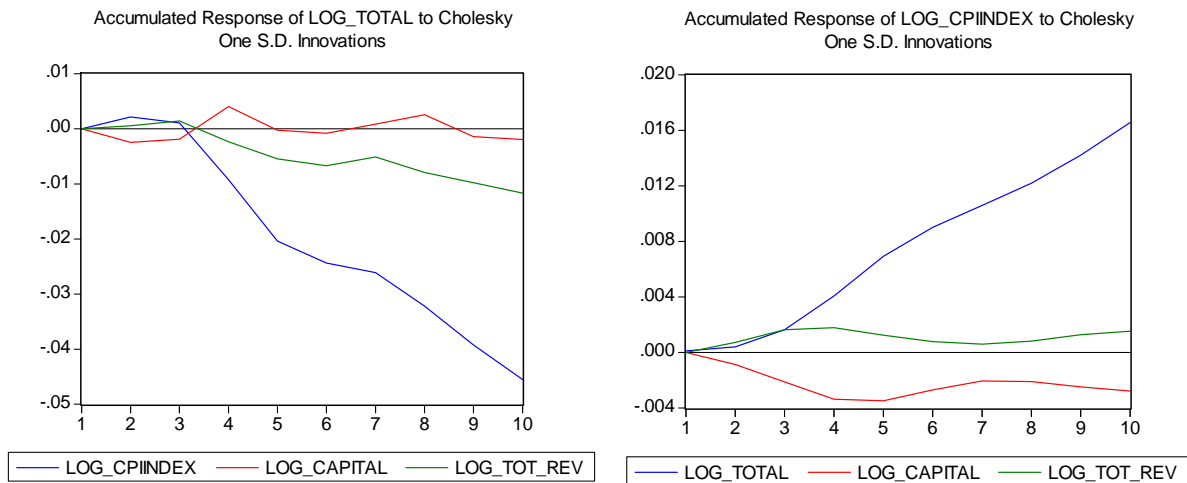 Accumulated Response of LOG_TOTAL to Cholesky
One S.D. Innovations
.01
.00
-.01
-.02
-.03
-.04
-.05
1 2 3 4 5 6 7 8 9 10
LOG_CPIINDEX LOG_CAPITAL LOG_TOT_REV
Accumulated Response of LOG_CPIINDEX to Cholesky
One S.D. Innovations
.020
.016
.012
.008
.004
.000
-.004
1 2 3 4 5 6 7 8 9 10
LOG_TOTAL LOG_CAPITAL LOG_TOT_REV